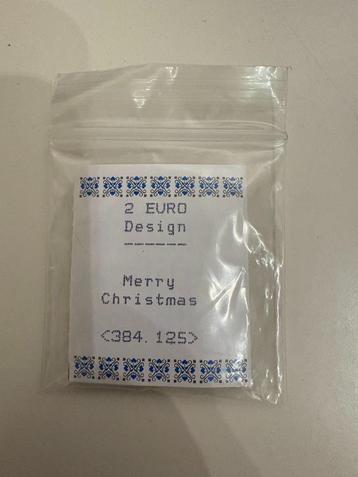 2 EURO
Design
------
Merry
Christmas
<384.125>